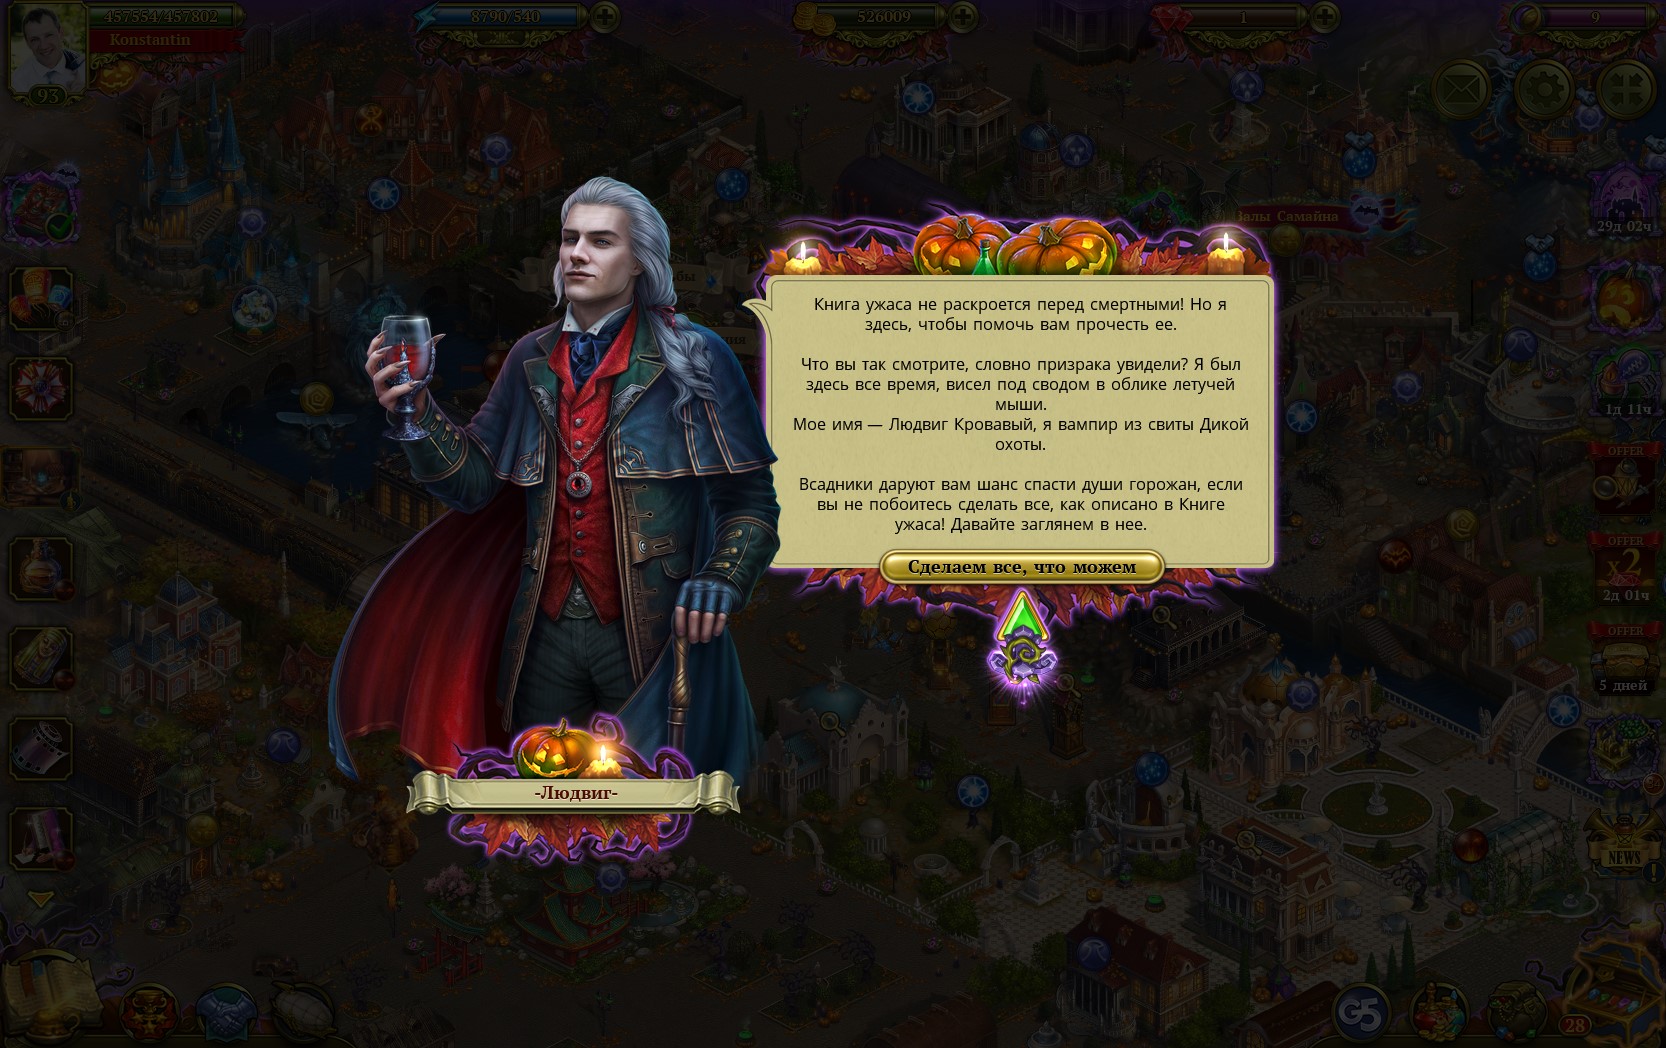 457554/457802
8790/540
526009
1
9
Konstantin
93
Залы Самайна
29д 02ч
Книга ужаса не раскроется перед смертными! Но я
здесь, чтобы помочь вам прочесть ее.
Что вы так смотрите, словно призрака увидели? Я был
здесь все время, висел под сводом в облике летучей
мыши.
Мое имя — Людвиг Кровавый, я вампир из свиты Дикой
охоты.
Всадники даруют вам шанс спасти души горожан, если
вы не побоитесь сделать все, как описано в Книге
ужаса! Давайте заглянем в нее.
Сделаем все, что можем
-Людвиг-
1д 11ч
OFFER
OFFER
x2
2д 01ч
OFFER
5 дней
NEWS
G5
28